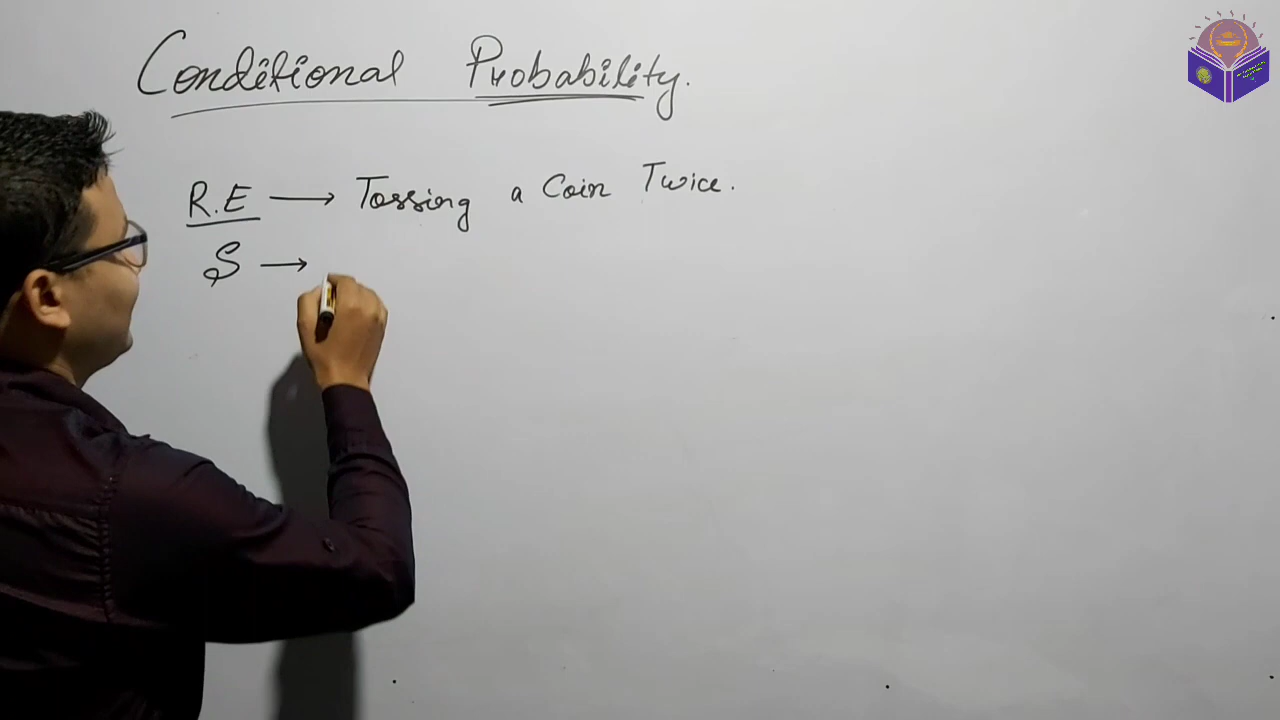 Conditional Probability.
R.E → Tossing a Coin Twice.
S →